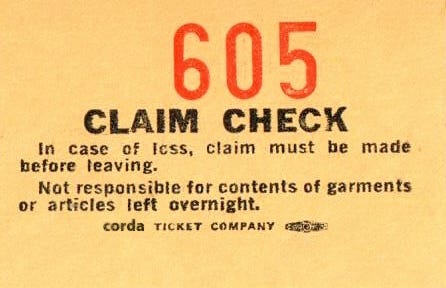 605
CLAIM CHECK
In case of loss, claim must be made
before leaving.
Not responsible for contents of garments
or articles left overnight.
corda TICKET COMPANY